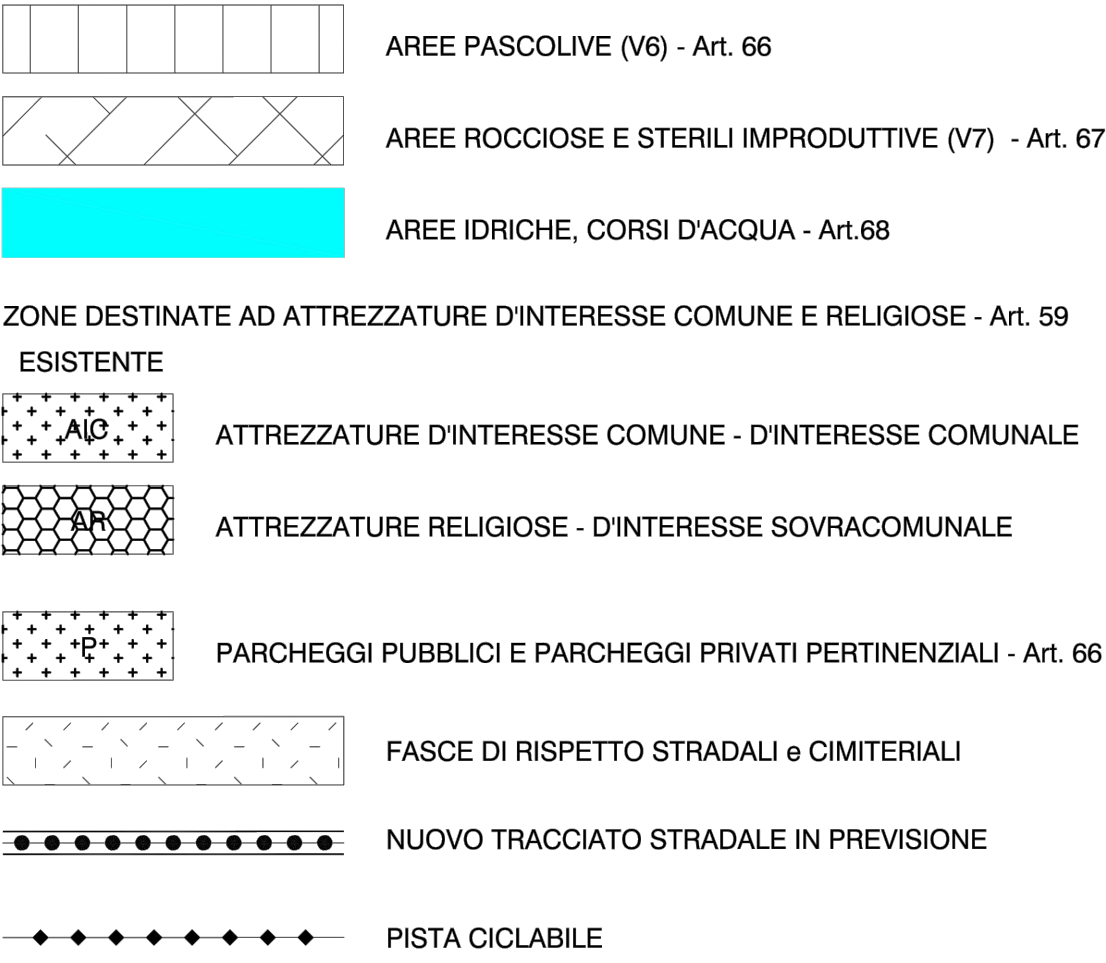 AREE PASCOLIVE (V6) - Art. 66
AREE ROCCIOSE E STERILI IMPRODUTTIVE (V7) - Art. 67
AREE IDRICHE, CORSI D'ACQUA - Art.68
ZONE DESTINATE AD ATTREZZATURE D'INTERESSE COMUNE E RELIGIOSE - Art. 59
ESISTENTE
AIC ATTREZZATURE D'INTERESSE COMUNE - D'INTERESSE COMUNALE
AR ATTREZZATURE RELIGIOSE - D'INTERESSE SOVRACOMUNALE
P PARCHEGGI PUBBLICI E PARCHEGGI PRIVATI PERTINENZIALI - Art. 66
FASCE DI RISPETTO STRADALI e CIMITERIALI
NUOVO TRACCIATO STRADALE IN PREVISIONE
PISTA CICLABILE